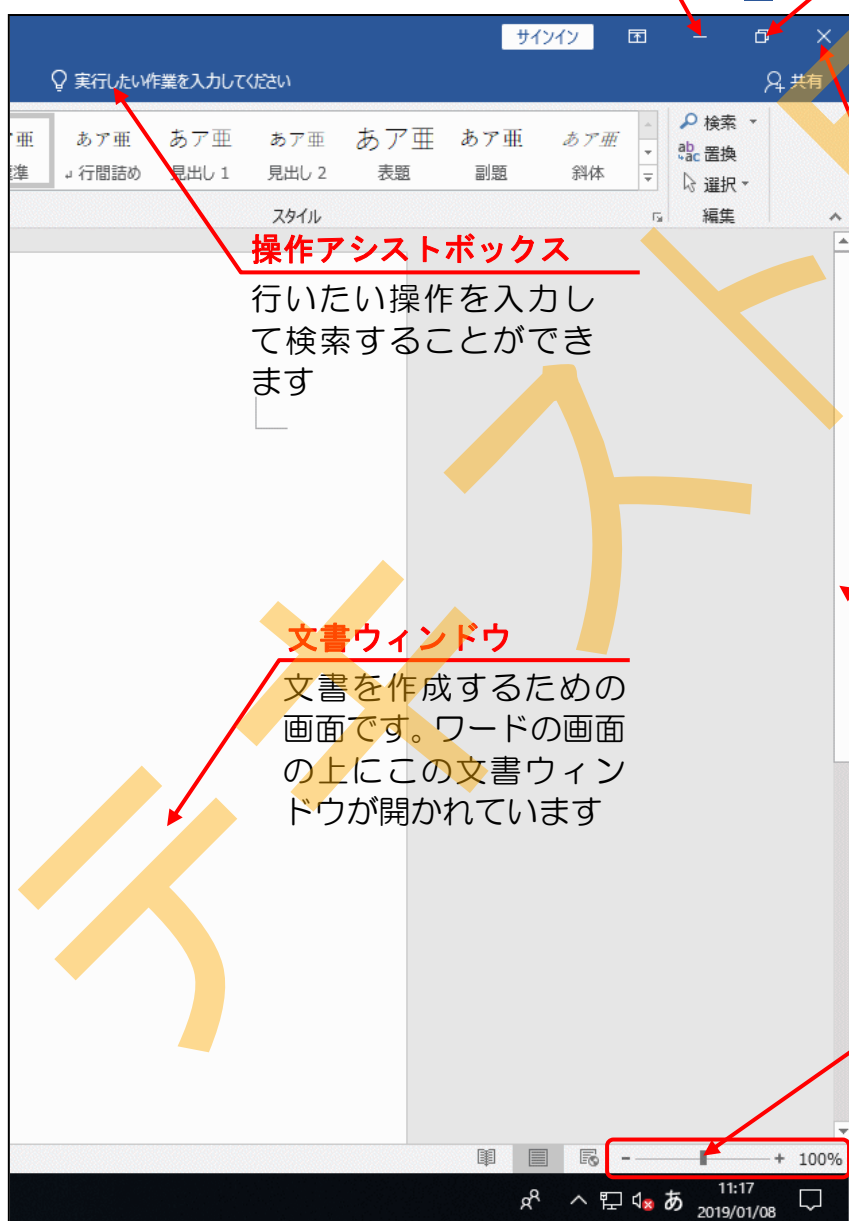 サインイン
実行したい作業を入力してください
共有
亜 あア亜 あア亜 あア亜 あア亜 あア亜 あア亜
準 ↲ 行間詰め 見出し 1 見出し 2 表題 副題 斜体
検索
置換
選択
スタイル
編集
操作アシストボックス
行いたい操作を入力し
て検索することができ
ます
文書ウィンドウ
文書を作成するための
画面です。ワードの画面
の上にこの文書ウィン
ドウが開かれています
テキスト
- + 100%
あ
11:17
2019/01/08